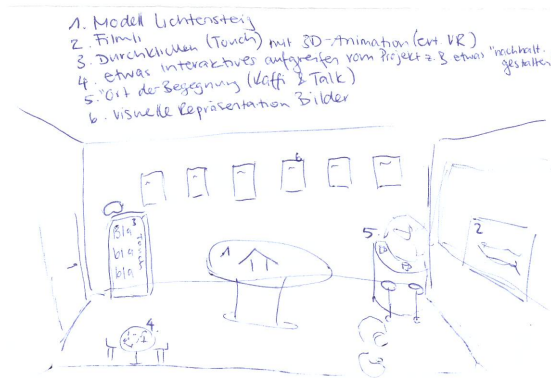 1. Modell Lichtensteig
2. Filmli
3. Durchklicken (Touch) mit 3D-Animation (evt VR)
4. etwas interaktives aufgreifen vom Projekt z.B etwas "nachhalt. gestalten
5. "Ort der Begegnung (Kaffi & Talk)
6. visuelle Repräsentation Bilder
6
3
Bla
bla
bla
1
5.
2
4.